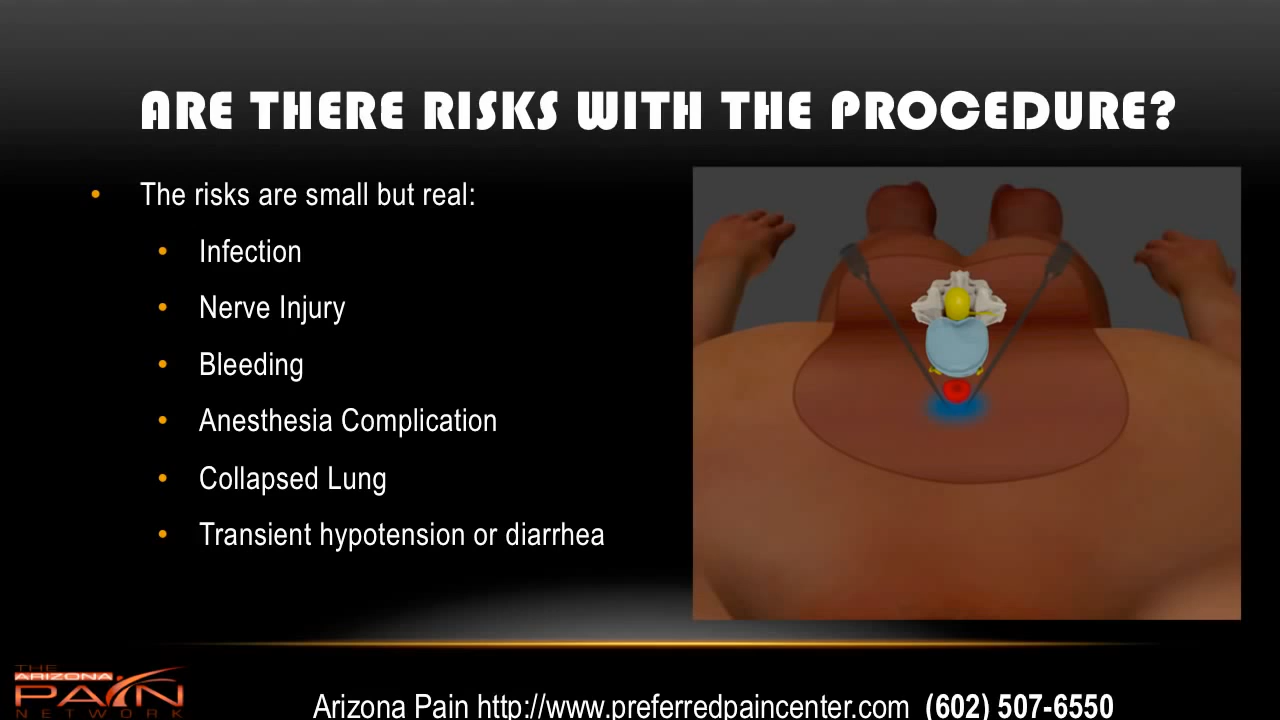 ARE THERE RISKS WITH THE PROCEDURE?
• The risks are small but real:
• Infection
• Nerve Injury
• Bleeding
• Anesthesia Complication
• Collapsed Lung
• Transient hypotension or diarrhea
THE
ARIZONA
PAIN
NETWORK
Arizona Pain http://www.preferredpaincenter.com (602) 507-6550